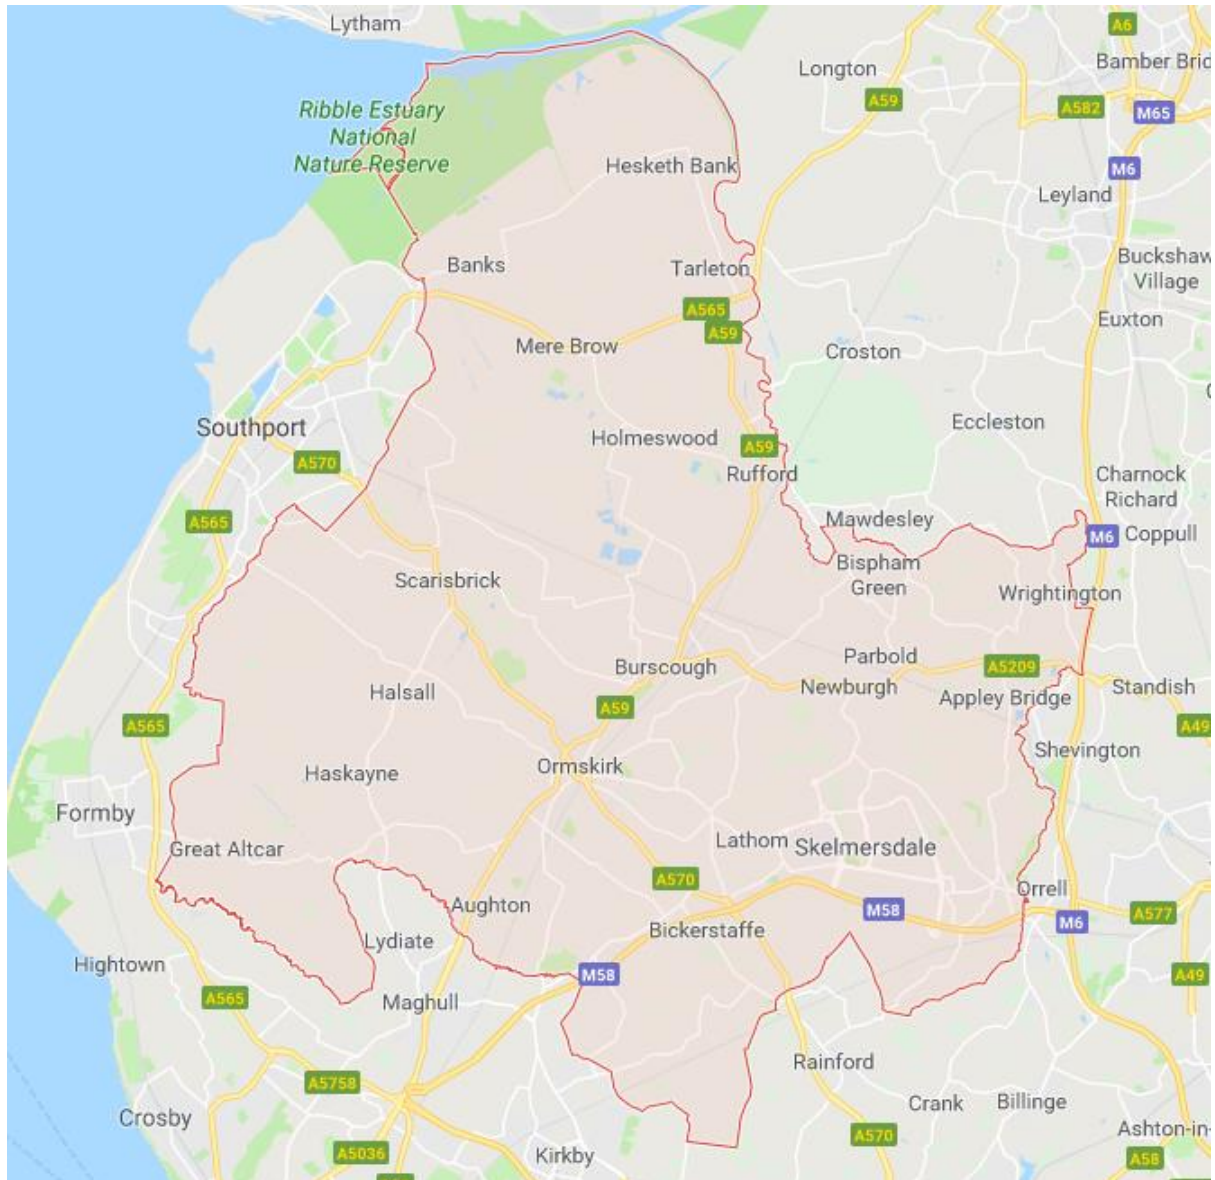 Lytham
A6
Longton
Bamber Brid
A59
A582
M65
Ribble Estuary
National
Nature Reserve
Hesketh Bank
M6
Leyland
Banks
Tarleton
Buckshaw
Village
A565
A59
Euxton
Mere Brow
Croston
Southport
Eccleston
Holmeswood
A59
A570
Rufford
Charnock
Richard
A565
Mawdesley
M6
Coppull
Bispham
Green
Scarisbrick
Wrightington
Burscough
Parbold
A5209
Halsall
Newburgh
Appley Bridge
Standish
A59
A565
A49
Shevington
Ormskirk
Haskayne
Formby
Great Altcar
Lathom
Skelmersdale
A570
Orrell
Aughton
M58
A577
M6
Bickerstaffe
Lydiate
Hightown
M58
A49
A565
Maghull
Rainford
A5758
Crank
Billinge
Crosby
Ashton-in-
A570
A5036
Kirkby
A58